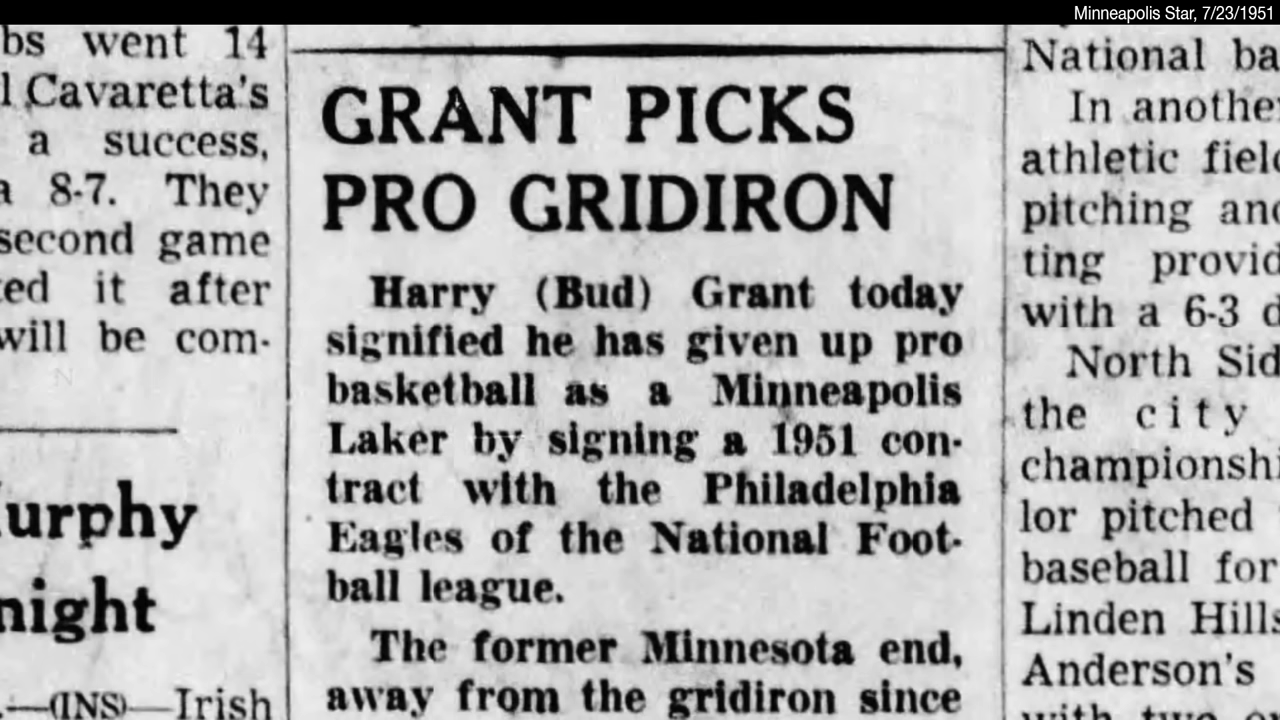 Minneapolis Star, 7/23/1951
bs went 14
l Cavaretta's
a success,
a 8-7. They
second game
ted it after
will be com-
urphy
night
.—(INS)—Irish
GRANT PICKS
PRO GRIDIRON
Harry (Bud) Grant today
signified he has given up pro
basketball as a Minneapolis
Laker by signing a 1951 con-
tract with the Philadelphia
Eagles of the National Foot-
ball league.
The former Minnesota end,
away from the gridiron since
National ba
In another
athletic field
pitching and
ting provid
with a 6-3 d
North Sid
the city
championshi
lor pitched
baseball for
Linden Hills
Anderson's
with two ou